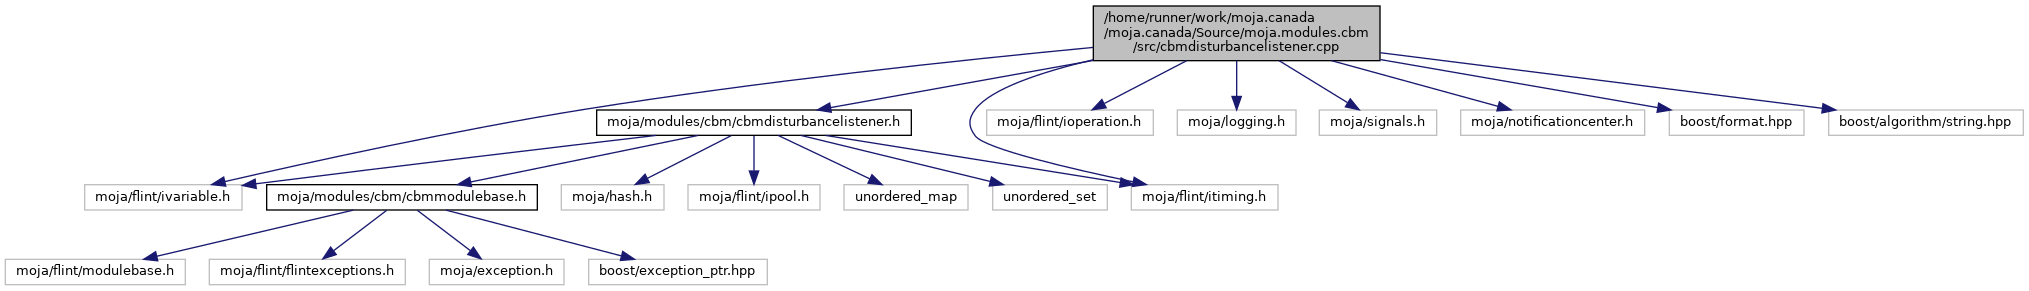 /home/runner/work/moja.canada
/moja.canada/Source/moja.modules.cbm
/src/cbmdisturbancelistener.cpp
moja/modules/cbm/cbmdisturbancelistener.h
moja/flint/ioperation.h
moja/logging.h
moja/signals.h
moja/notificationcenter.h
boost/format.hpp
boost/algorithm/string.hpp
moja/flint/ivariable.h
moja/modules/cbm/cbmmodulebase.h
moja/hash.h
moja/flint/ipool.h
unordered_map
unordered_set
moja/flint/itiming.h
moja/flint/modulebase.h
moja/flint/flintexceptions.h
moja/exception.h
boost/exception_ptr.hpp